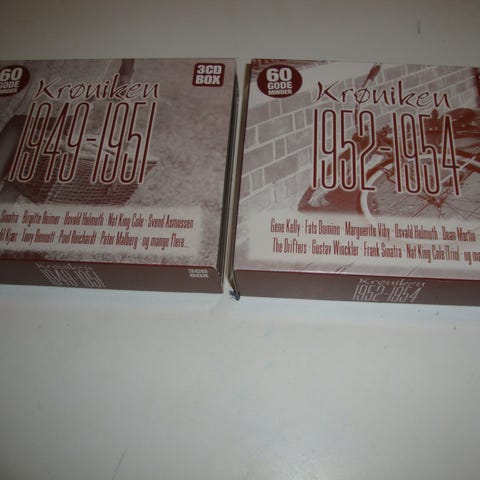 60
GODE
MINDER
3CD
BOX
Krøniken
1949-1951
Sinatra · Birgitte Reimer · Osvald Helmuth · Nat King Cole · Svend Asmussen
Kjær · Tony Bennett · Poul Reichardt · Peter Malberg · og mange flere...
3CD
BOX
Krøniken
60
GODE
MINDER
Krøniken
1952-1954
Gene Kelly · Fats Domino · Marguerite Viby · Osvald Helmuth · Dean Martin
The Drifters · Gustav Winckler · Frank Sinatra · Nat King Cole (Trio) · og
Krøniken
1952-1954